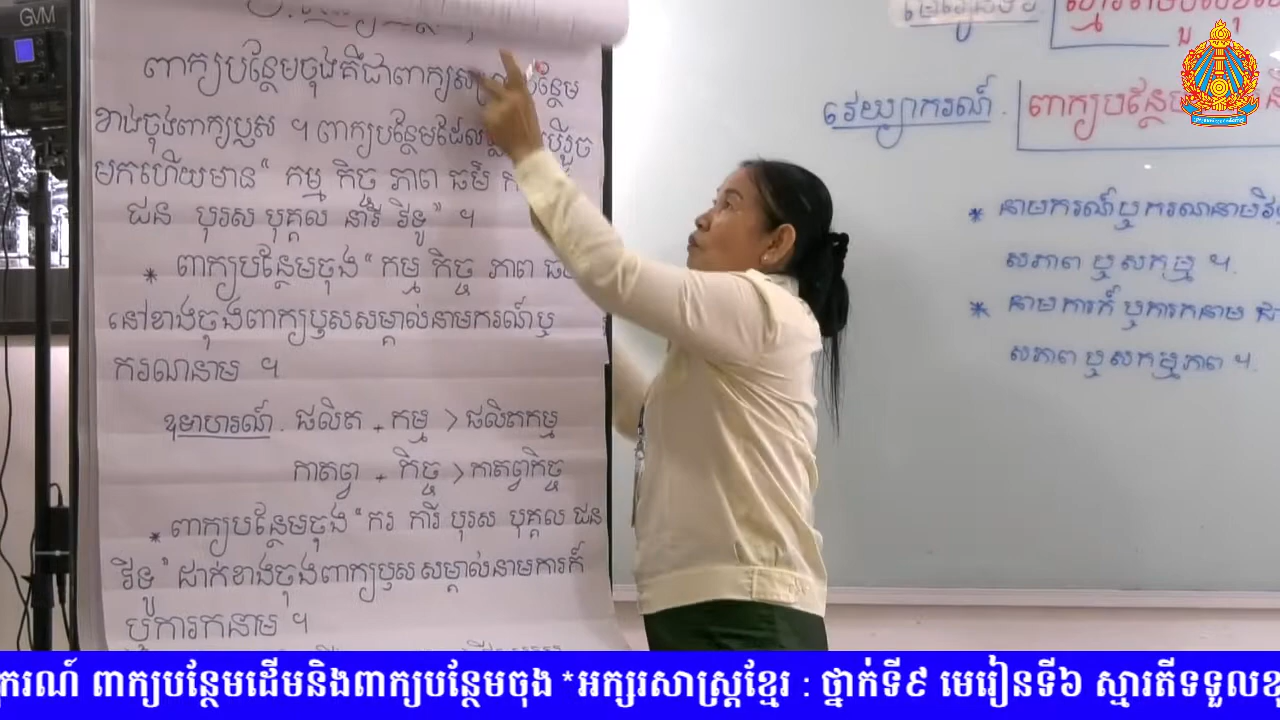 GVM
ពាក្យបន្ថែមចុងគឺជាពាក្យ បន្ថែម
ខាងចុងពាក្យឫស ។ ពាក្យបន្ថែមដែល
មកហើយមាន " កម្ម កិច្ច ភាព ធម៌
ជន បុរស បុគ្គល នារី វិទូ " ។
* ពាក្យបន្ថែមចុង " កម្ម កិច្ច ភាព
នៅខាងចុងពាក្យឫសសម្គាល់នាមករណ៍ឬ
ករណនាម ។
ឧទាហរណ៍ . ផលិត + កម្ម > ផលិតកម្ម
កាតព្វ + កិច្ច > កាតព្វកិច្ច
* ពាក្យបន្ថែមចុង " ករ ការី បុរស បុគ្គល ជន
វិទូ " ដាក់ខាងចុងពាក្យឫសសម្គាល់នាមការក៍
ឬការកនាម ។
វេយ្យាករណ៍ . ពាក្យបន្ថែម
* នាមករណ៍ឬករណនាម
សភាព ឬ សកម្ម ។
* នាមការក៍ ឬការកនាម
សភាព ឬ សកម្មភាព ។
ករណ៍ ពាក្យបន្ថែមដើមនិងពាក្យបន្ថែមចុង *អក្សរសាស្ត្រខ្មែរ : ថ្នាក់ទី៩ មេរៀនទី៦ ស្មារតីទទួលខុ